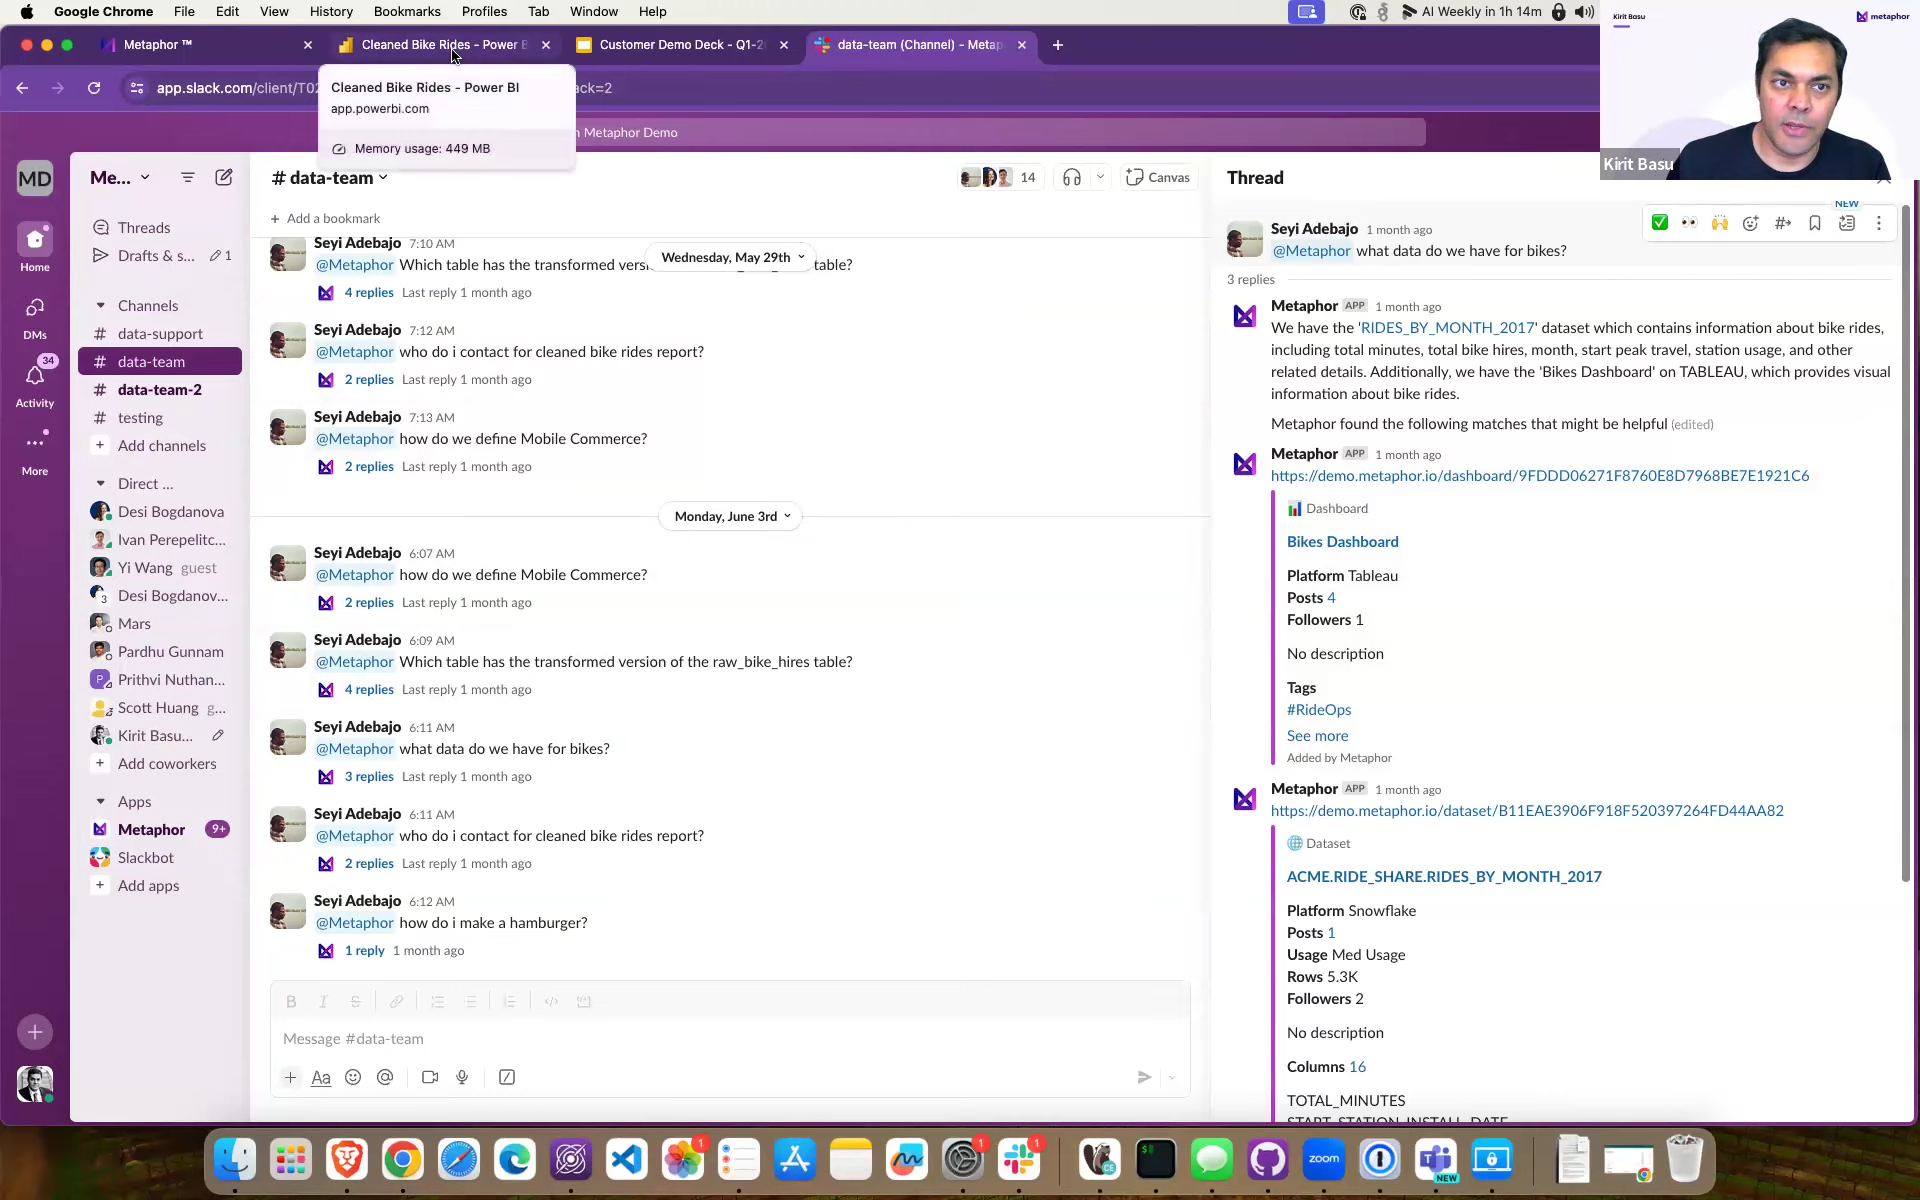 Google Chrome File Edit View History Bookmarks Profiles Tab Window Help
AI Weekly in 1h 14m
Metaphor ™
Cleaned Bike Rides - Power B
Customer Demo Deck - Q1-2
data-team (Channel) - Metap
app.slack.com/client/T02
ack=2
Cleaned Bike Rides - Power BI
app.powerbi.com
Memory usage: 449 MB
Metaphor Demo
Kirit Basu
metaphor
Kirit Basu
MD
Home
DMs
34
Activity
More
Me...
Threads
Drafts & s... 1
Channels
# data-support
# data-team
# data-team-2
# testing
+ Add channels
Direct ...
Desi Bogdanova
Ivan Perepelitc...
Yi Wang guest
3 Desi Bogdanov...
Mars
Pardhu Gunnam
P Prithvi Nuthan...
Scott Huang g...
Kirit Basu...
+ Add coworkers
Apps
Metaphor 9+
Slackbot
+ Add apps
# data-team
14
Canvas
+ Add a bookmark
Wednesday, May 29th
Seyi Adebajo 7:10 AM
@Metaphor Which table has the transformed versi
table?
4 replies Last reply 1 month ago
Seyi Adebajo 7:12 AM
@Metaphor who do i contact for cleaned bike rides report?
2 replies Last reply 1 month ago
Seyi Adebajo 7:13 AM
@Metaphor how do we define Mobile Commerce?
2 replies Last reply 1 month ago
Monday, June 3rd
Seyi Adebajo 6:07 AM
@Metaphor how do we define Mobile Commerce?
2 replies Last reply 1 month ago
Seyi Adebajo 6:09 AM
@Metaphor Which table has the transformed version of the raw_bike_hires table?
4 replies Last reply 1 month ago
Seyi Adebajo 6:11 AM
@Metaphor what data do we have for bikes?
3 replies Last reply 1 month ago
Seyi Adebajo 6:11 AM
@Metaphor who do i contact for cleaned bike rides report?
2 replies Last reply 1 month ago
Seyi Adebajo 6:12 AM
@Metaphor how do i make a hamburger?
1 reply 1 month ago
B I S
Message #data-team
+ Aa
Thread
NEW
Seyi Adebajo 1 month ago
@Metaphor what data do we have for bikes?
3 replies
Metaphor APP 1 month ago
We have the 'RIDES_BY_MONTH_2017' dataset which contains information about bike rides,
including total minutes, total bike hires, month, start peak travel, station usage, and other
related details. Additionally, we have the 'Bikes Dashboard' on TABLEAU, which provides visual
information about bike rides.
Metaphor found the following matches that might be helpful (edited)
Metaphor APP 1 month ago
https://demo.metaphor.io/dashboard/9FDDD06271F8760E8D7968BE7E1921C6
Dashboard
Bikes Dashboard
Platform Tableau
Posts 4
Followers 1
No description
Tags
#RideOps
See more
Added by Metaphor
Metaphor APP 1 month ago
https://demo.metaphor.io/dataset/B11EAE3906F918F520397264FD44AA82
Dataset
ACME.RIDE_SHARE.RIDES_BY_MONTH_2017
Platform Snowflake
Posts 1
Usage Med Usage
Rows 5.3K
Followers 2
No description
Columns 16
TOTAL_MINUTES
START_STATION_INSTALL_DATE
1
1
1
zoom
NEW